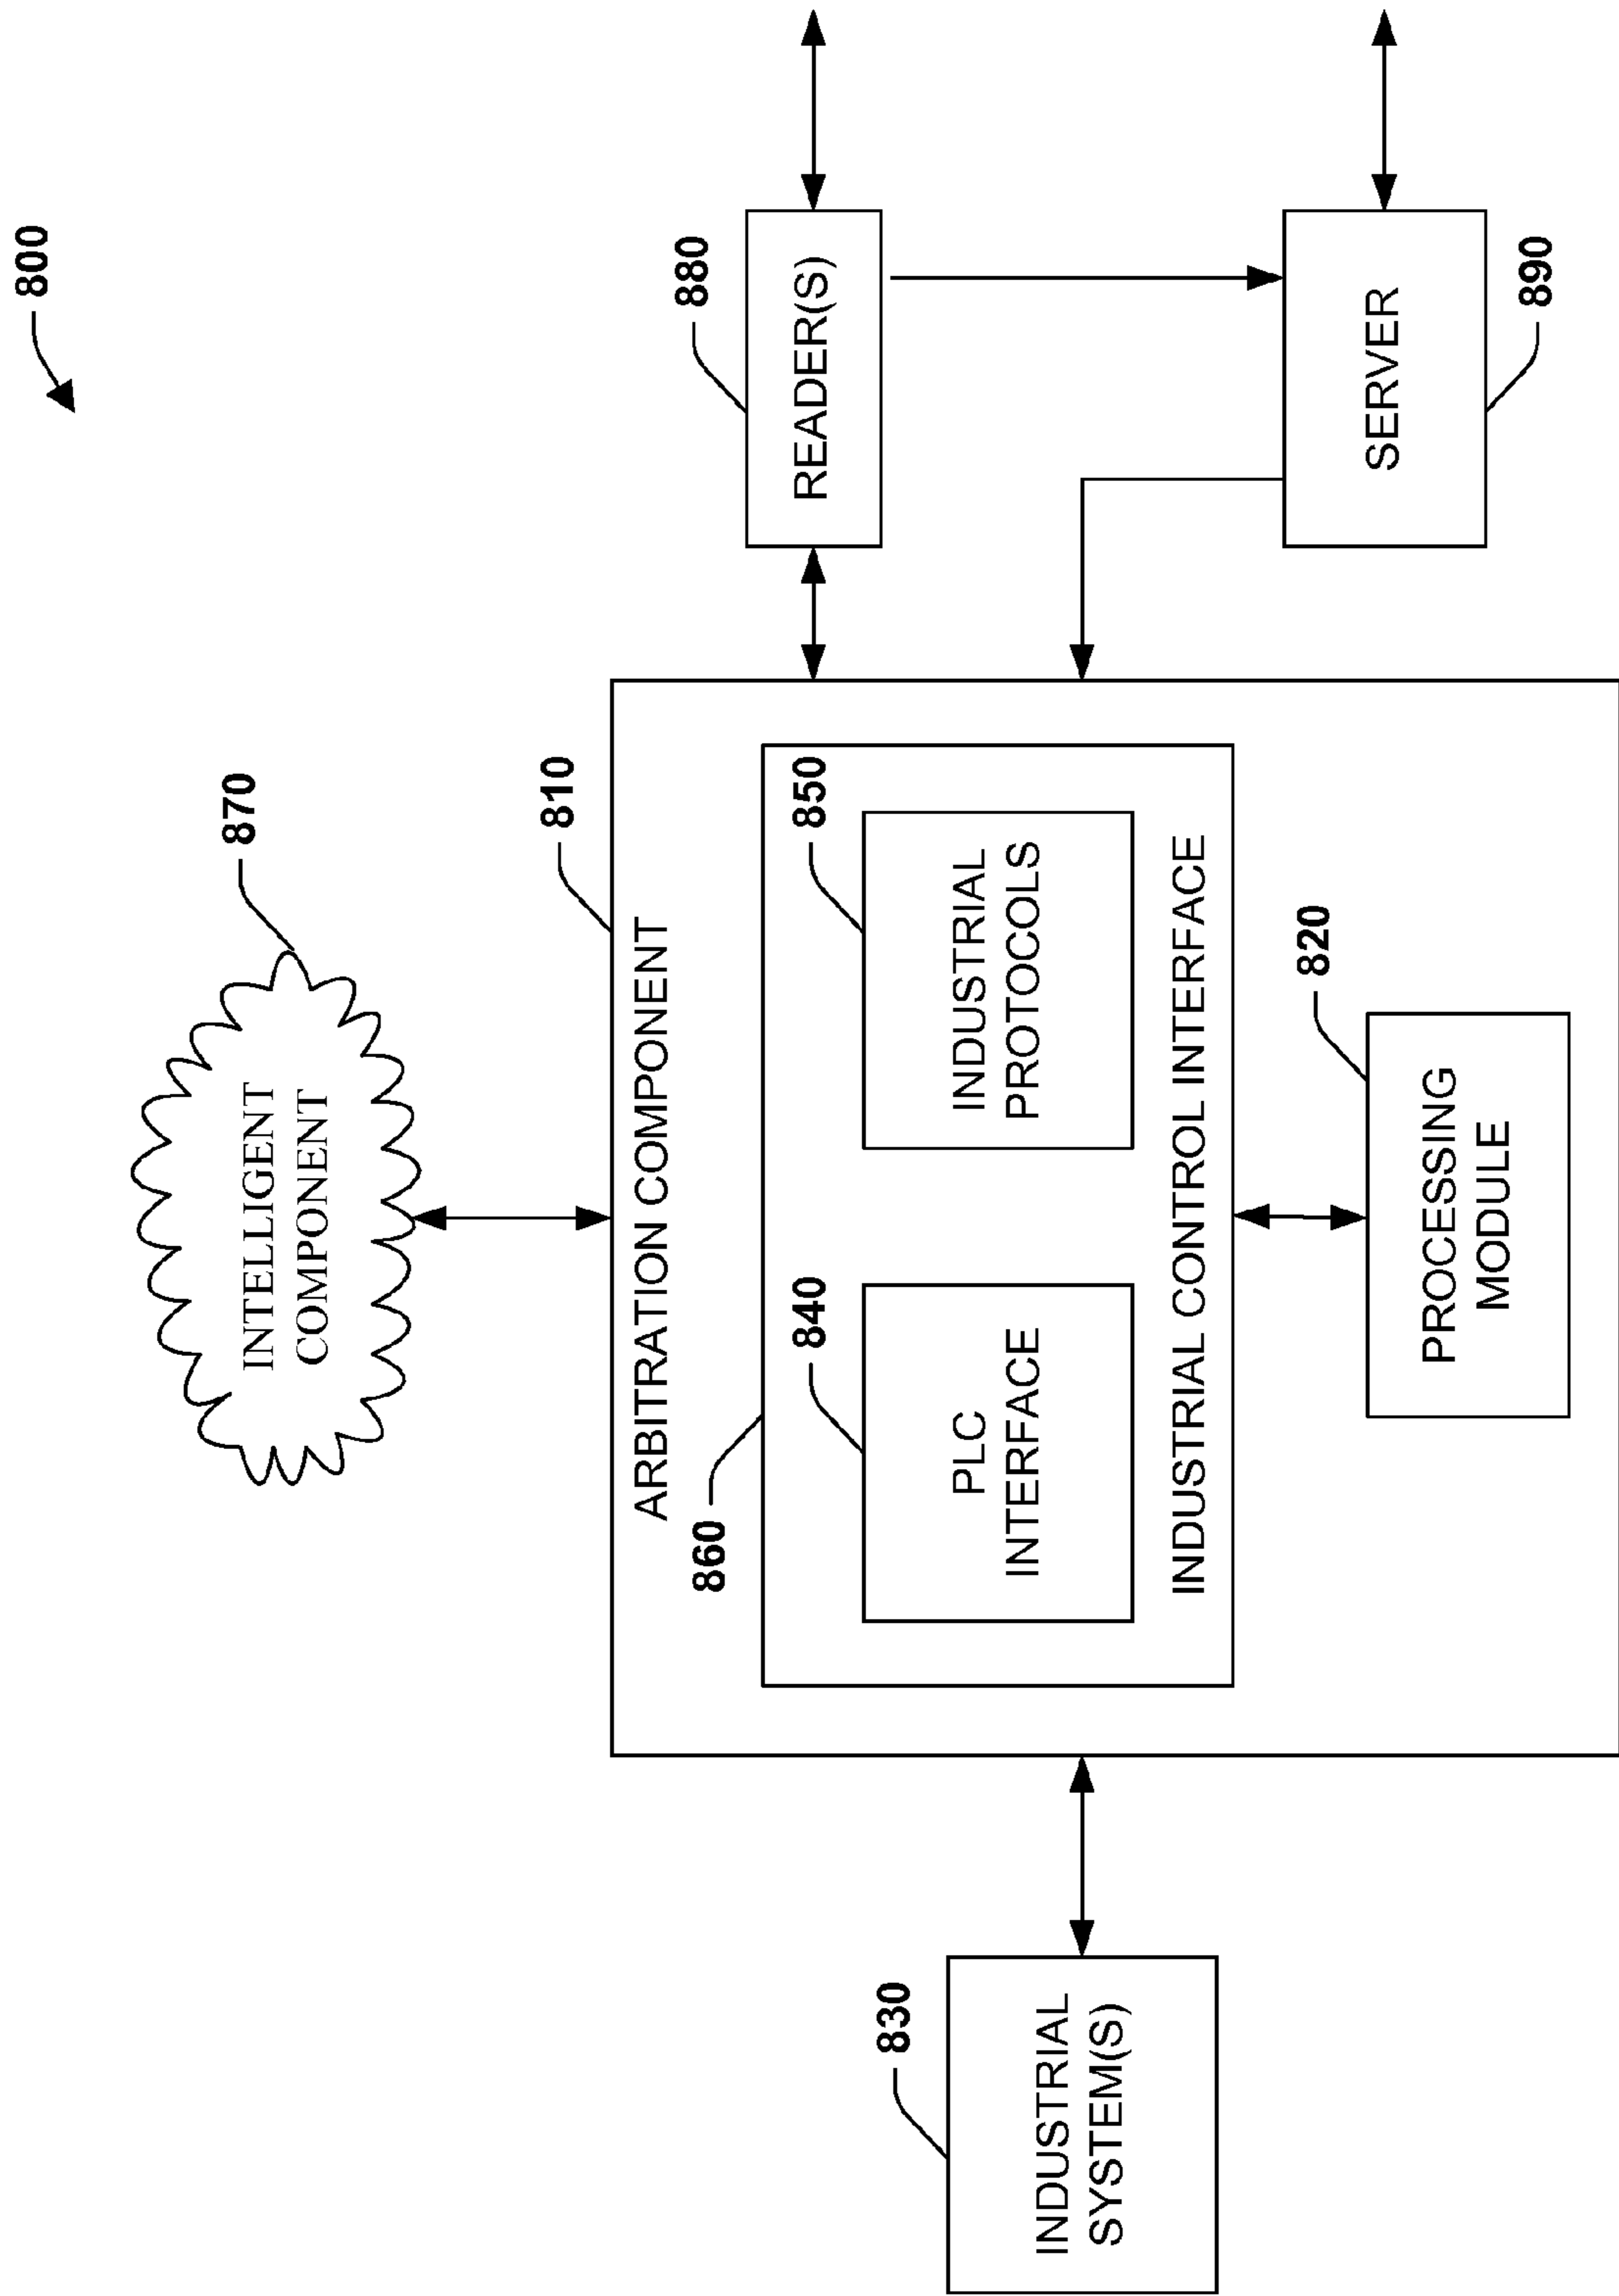 800
870
INTELLIGENT
COMPONENT
810
ARBITRATION COMPONENT
860
880
READER(S)
840
PLC
INTERFACE
850
INDUSTRIAL
PROTOCOLS
830
INDUSTRIAL
SYSTEM(S)
INDUSTRIAL CONTROL INTERFACE
820
PROCESSING
MODULE
SERVER
890